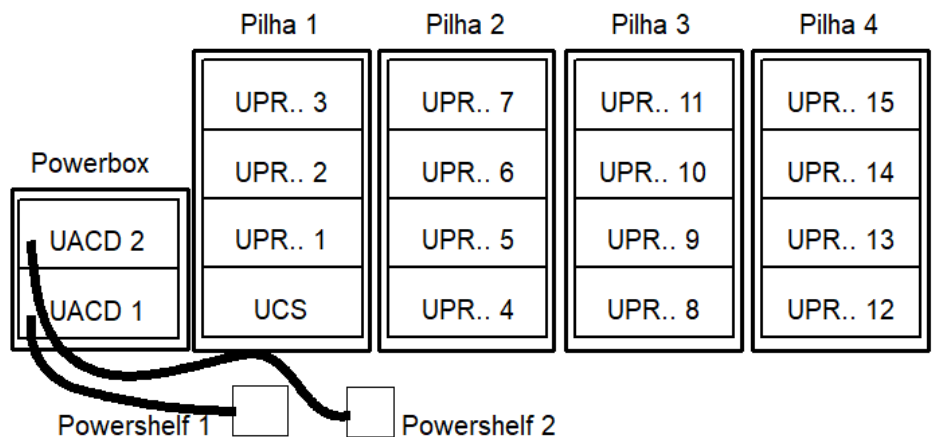 Pilha 1
Pilha 2
Pilha 3
Pilha 4
UPR.. 3
UPR.. 7
UPR.. 11
UPR.. 15
Powerbox
UPR.. 2
UPR.. 6
UPR.. 10
UPR.. 14
UACD 2
UPR.. 1
UPR.. 5
UPR.. 9
UPR.. 13
UACD 1
UCS
UPR.. 4
UPR.. 8
UPR.. 12
Powershelf 1
Powershelf 2